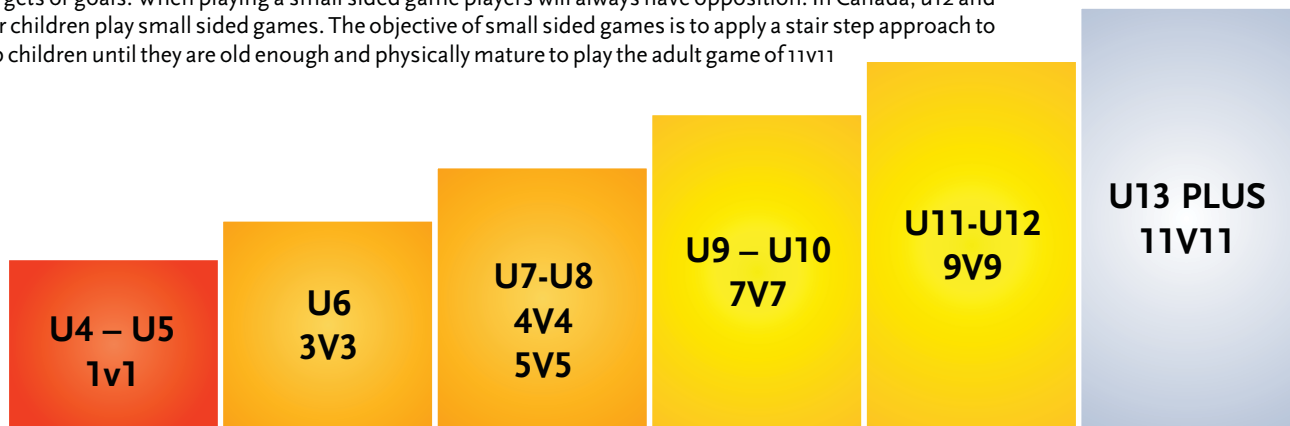 gets or goals. When playing a small sided game players will always have opposition. In Canada, u12 and
r children play small sided games. The objective of small sided games is to apply a stair step approach to
p children until they are old enough and physically mature to play the adult game of 11v11
U4 – U5
1v1
U6
3V3
U7-U8
4V4
5V5
U9 – U10
7V7
U11-U12
9V9
U13 PLUS
11V11